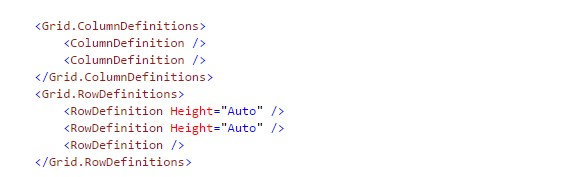 <Grid.ColumnDefinitions>
    <ColumnDefinition />
    <ColumnDefinition />
</Grid.ColumnDefinitions>
<Grid.RowDefinitions>
    <RowDefinition Height="Auto" />
    <RowDefinition Height="Auto" />
    <RowDefinition />
</Grid.RowDefinitions>